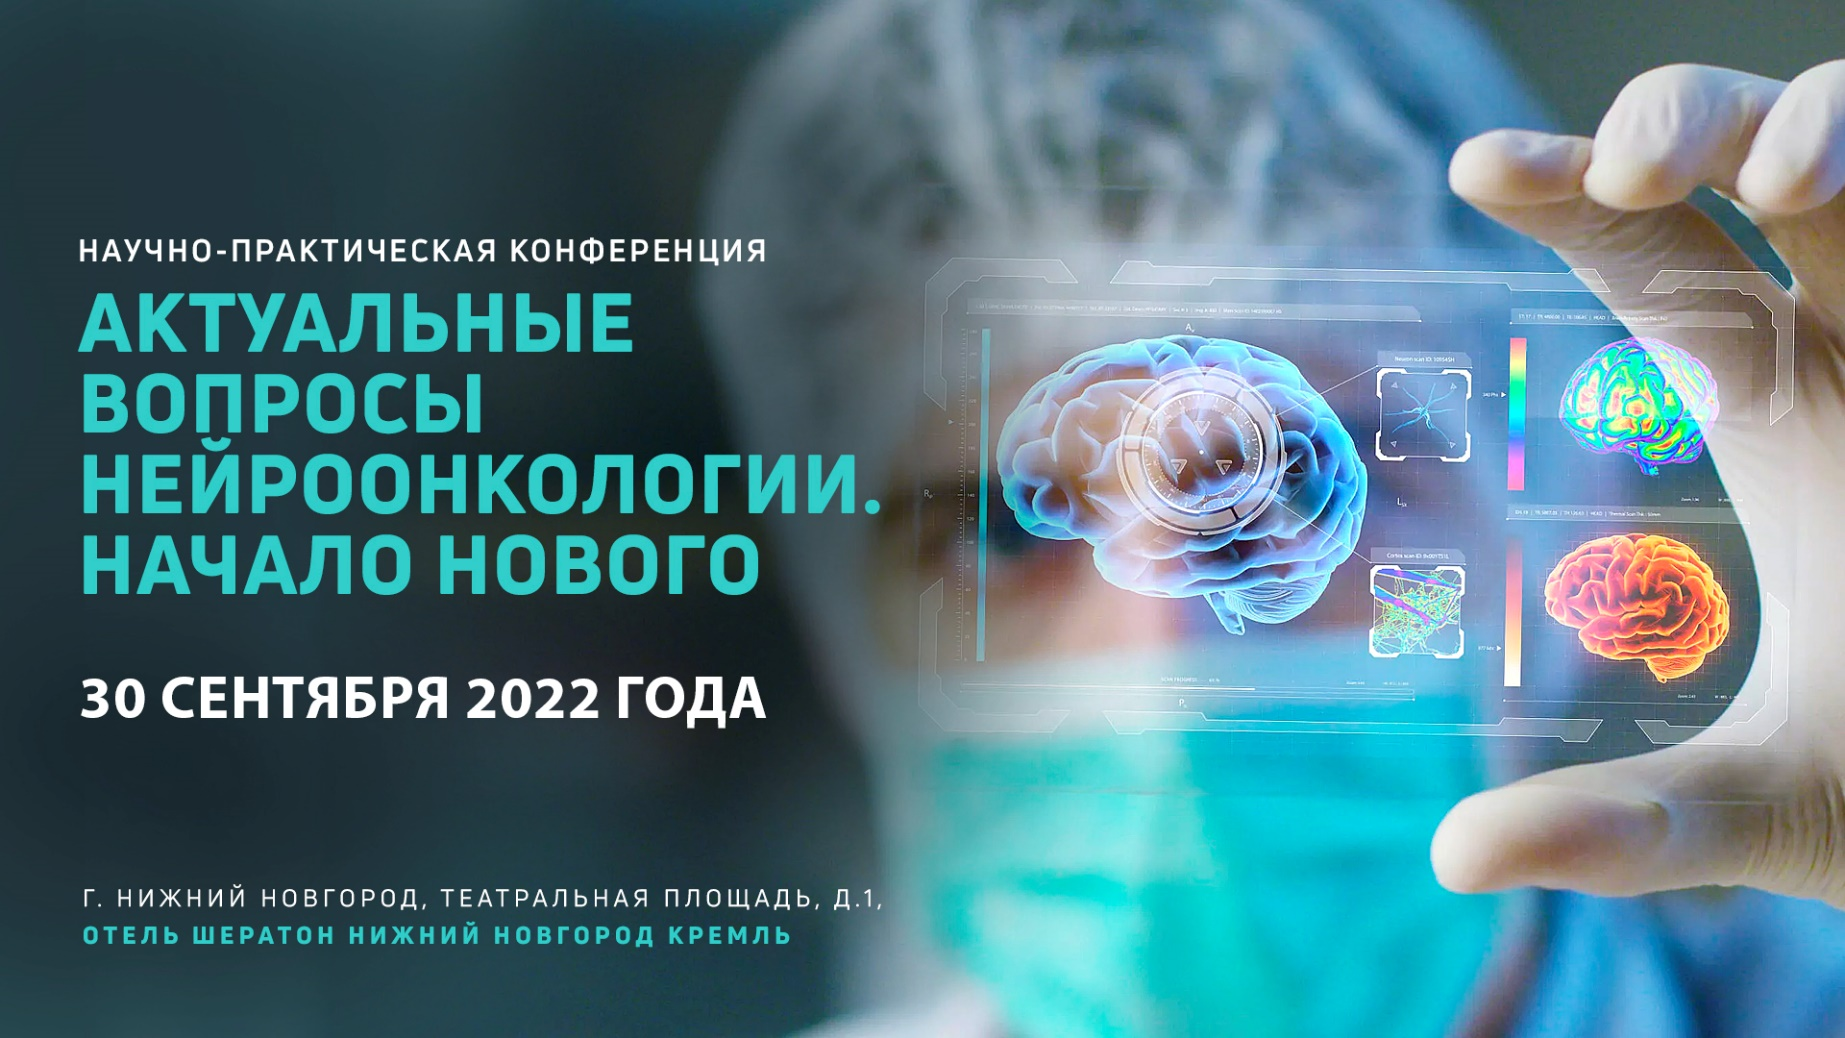 НАУЧНО-ПРАКТИЧЕСКАЯ КОНФЕРЕНЦИЯ
АКТУАЛЬНЫЕ
ВОПРОСЫ
НЕЙРООНКОЛОГИИ.
НАЧАЛО НОВОГО
30 СЕНТЯБРЯ 2022 ГОДА
Г. НИЖНИЙ НОВГОРОД, ТЕАТРАЛЬНАЯ ПЛОЩАДЬ, Д.1,
ОТЕЛЬ ШЕРАТОН НИЖНИЙ НОВГОРОД КРЕМЛЬ